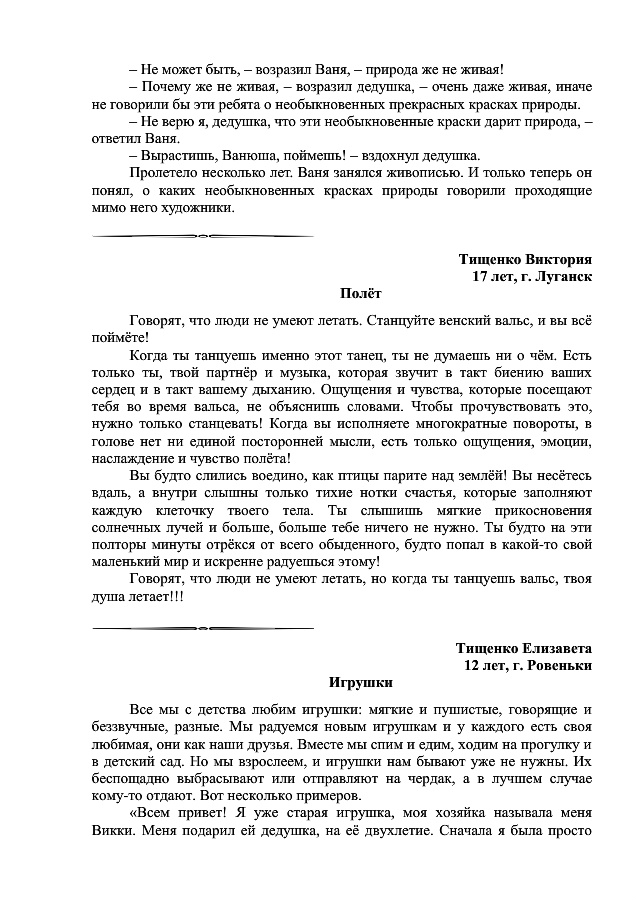 – Не может быть, – возразил Ваня, – природа же не живая!
– Почему же не живая, – возразил дедушка, – очень даже живая, иначе
не говорили бы эти ребята о необыкновенных прекрасных красках природы.
– Не верю я, дедушка, что эти необыкновенные краски дарит природа, –
ответил Ваня.
– Вырастишь, Ванюша, поймешь! – вздохнул дедушка.
Пролетело несколько лет. Ваня занялся живописью. И только теперь он
понял, о каких необыкновенных красках природы говорили проходящие
мимо него художники.
Тищенко Виктория
17 лет, г. Луганск
Полёт
Говорят, что люди не умеют летать. Станцуйте венский вальс, и вы всё
поймёте!
Когда ты танцуешь именно этот танец, ты не думаешь ни о чём. Есть
только ты, твой партнёр и музыка, которая звучит в такт биению ваших
сердец и в такт вашему дыханию. Ощущения и чувства, которые посещают
тебя во время вальса, не объяснишь словами. Чтобы прочувствовать это,
нужно только станцевать! Когда вы исполняете многократные повороты, в
голове нет ни единой посторонней мысли, есть только ощущения, эмоции,
наслаждение и чувство полёта!
Вы будто слились воедино, как птицы парите над землёй! Вы несётесь
вдаль, а внутри слышны только тихие нотки счастья, которые заполняют
каждую клеточку твоего тела. Ты слышишь мягкие прикосновения
солнечных лучей и больше, больше тебе ничего не нужно. Ты будто на эти
полторы минуты отрёкся от всего обыденного, будто попал в какой-то свой
маленький мир и искренне радуешься этому!
Говорят, что люди не умеют летать, но когда ты танцуешь вальс, твоя
душа летает!!!
Тищенко Елизавета
12 лет, г. Ровеньки
Игрушки
Все мы с детства любим игрушки: мягкие и пушистые, говорящие и
беззвучные, разные. Мы радуемся новым игрушкам и у каждого есть своя
любимая, они как наши друзья. Вместе мы спим и едим, ходим на прогулку и
в детский сад. Но мы взрослеем, и игрушки нам бывают уже не нужны. Их
беспощадно выбрасывают или отправляют на чердак, а в лучшем случае
кому-то отдают. Вот несколько примеров.
«Всем привет! Я уже старая игрушка, моя хозяйка называла меня
Викки. Меня подарил ей дедушка, на её двухлетие. Сначала я была просто